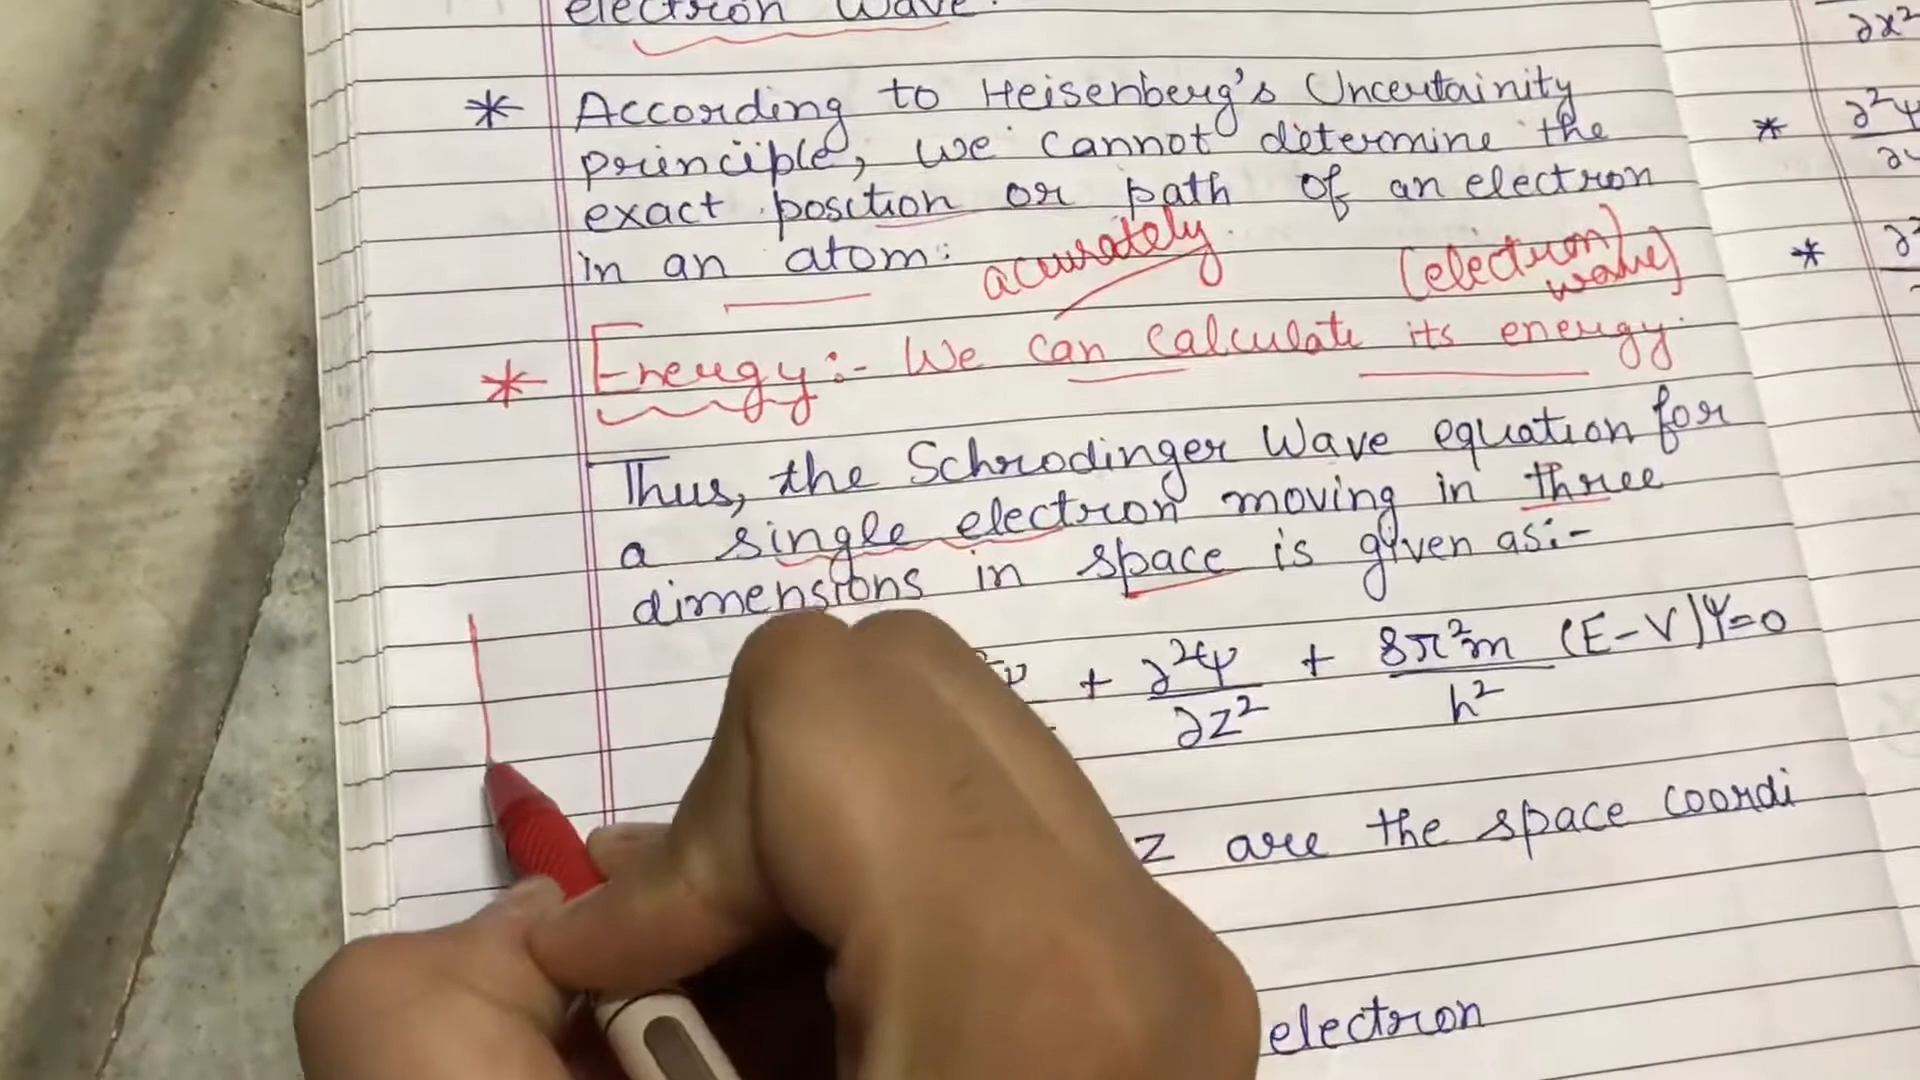 electron wave.
* According to Heisenberg's Uncertainity
principle, we cannot determine the
exact position or path of an electron
in an atom. accurately.
(electron wave)
* Energy:- We can calculate its energy.
Thus, the Schrodinger Wave equation for
a single electron moving in three
dimensions in space is given as:-
+ ∂²ψ/∂z² + 8π²m/h² (E-V)Ψ=0
z are the space coordi
electron
∂x²
* ∂²ψ
*